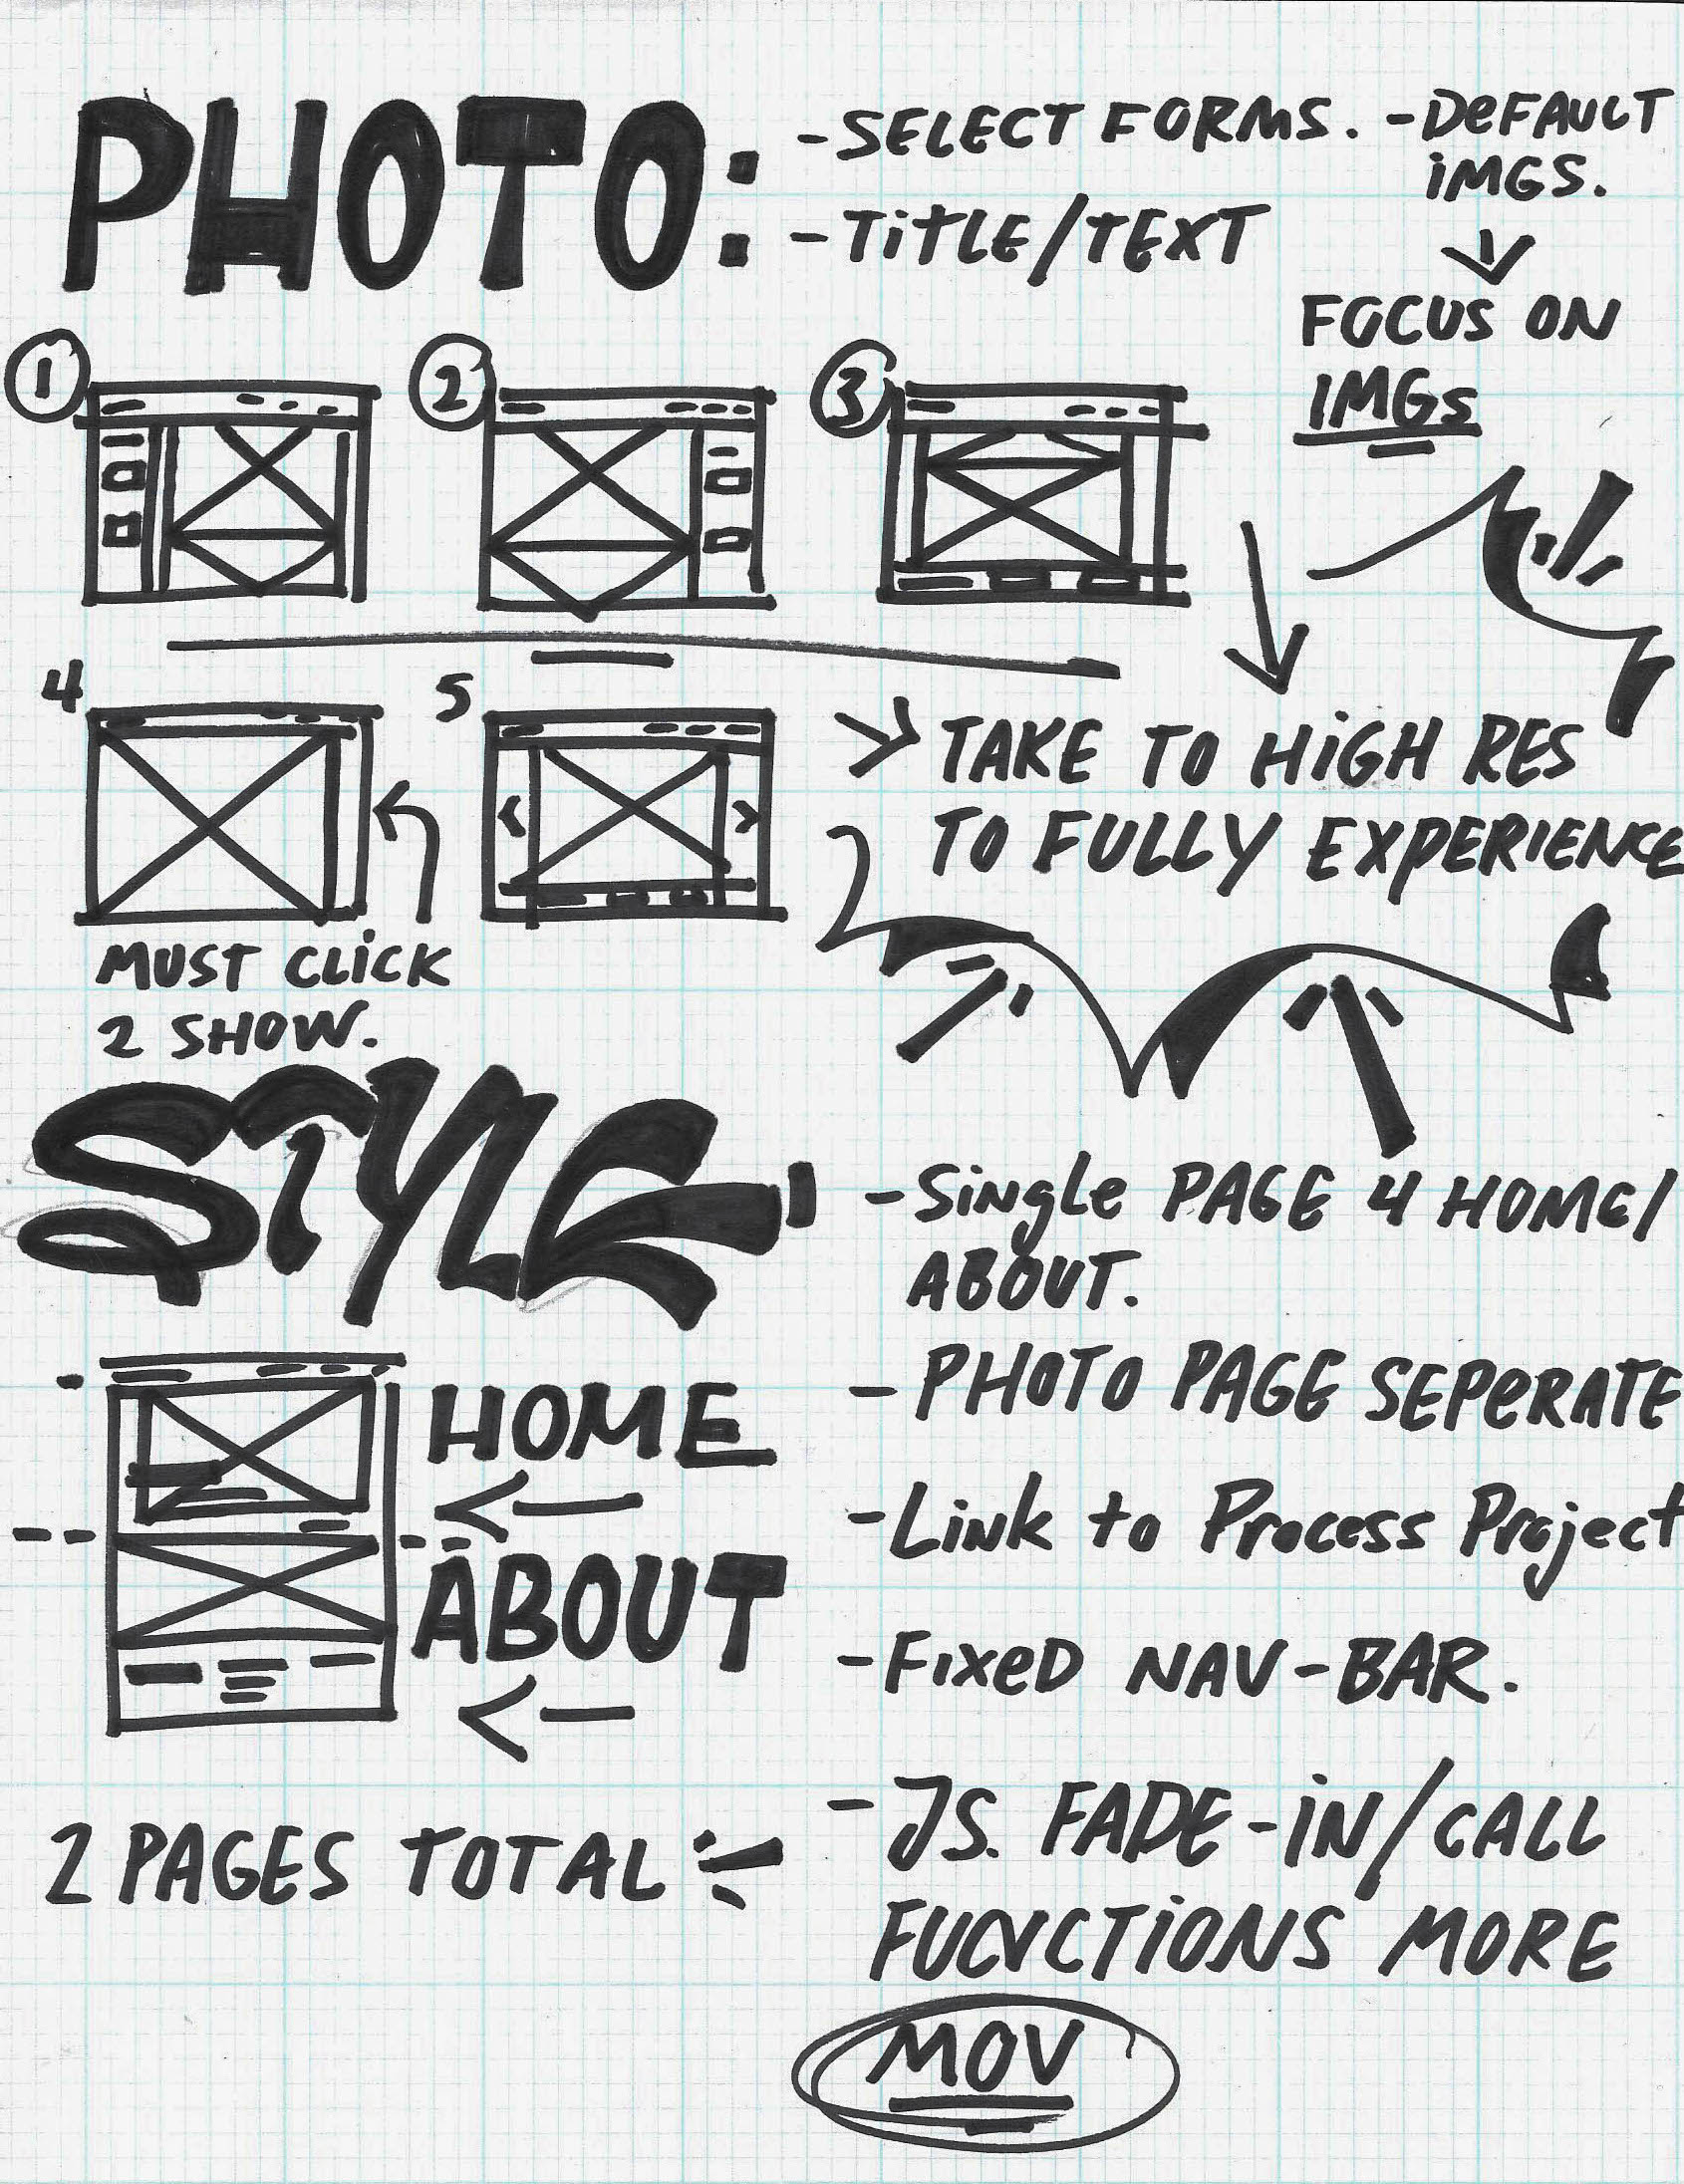 PHOTO:
-SELECT FORMS.
-TiTLE/TEXT
-DeFAULT
iMGS.
FOCUS ON
IMGs
1
2
3
4
5
MUST CLiCK
2 SHOW.
TAKE TO HiGH RES
TO FULLY EXPERIENCE
STYLE
-SiNgLe PAGE 4 HOME/
ABOUT.
- PHOTO PAGE SEPeRATE
-Link to Process Project
-FixeD NAV-BAR.
-JS. FADE-iN/CALL
FUNCTiONS MORE
MOV
HOME
ABOUT
2 PAGES TOTAL